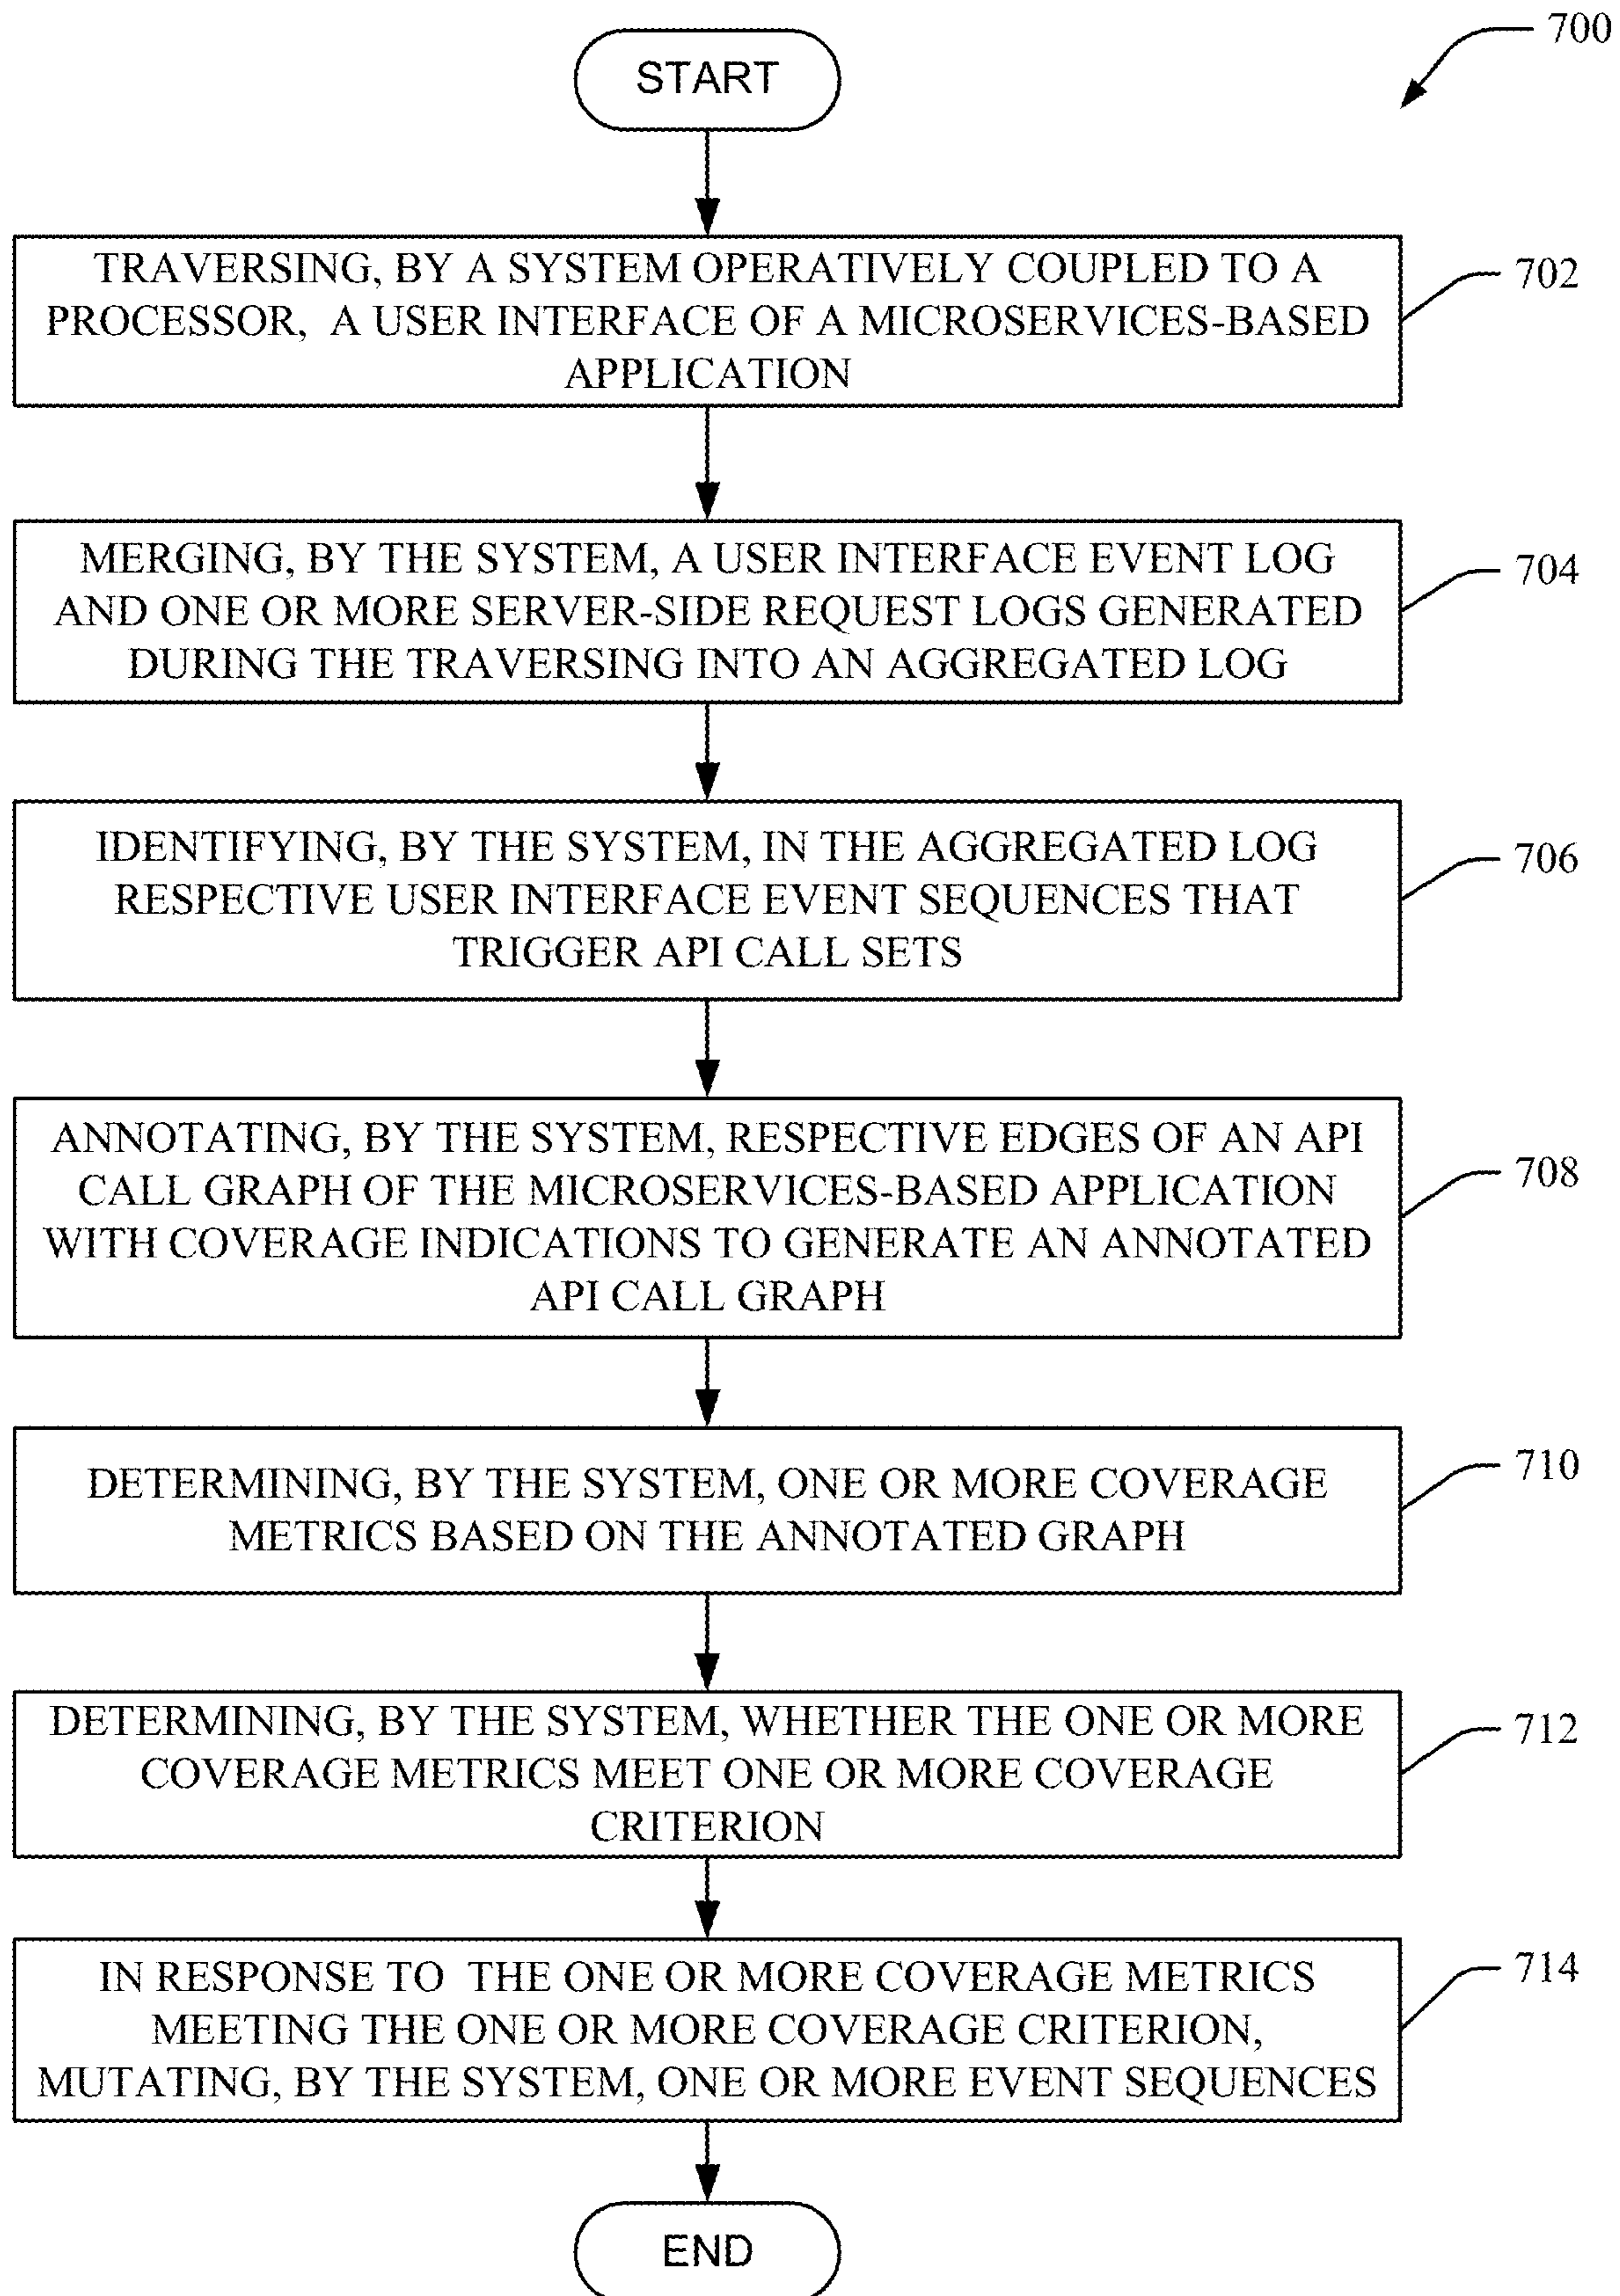 700
START
TRAVERSING, BY A SYSTEM OPERATIVELY COUPLED TO A
PROCESSOR, A USER INTERFACE OF A MICROSERVICES-BASED
APPLICATION
702
MERGING, BY THE SYSTEM, A USER INTERFACE EVENT LOG
AND ONE OR MORE SERVER-SIDE REQUEST LOGS GENERATED
DURING THE TRAVERSING INTO AN AGGREGATED LOG
704
IDENTIFYING, BY THE SYSTEM, IN THE AGGREGATED LOG
RESPECTIVE USER INTERFACE EVENT SEQUENCES THAT
TRIGGER API CALL SETS
706
ANNOTATING, BY THE SYSTEM, RESPECTIVE EDGES OF AN API
CALL GRAPH OF THE MICROSERVICES-BASED APPLICATION
WITH COVERAGE INDICATIONS TO GENERATE AN ANNOTATED
API CALL GRAPH
708
DETERMINING, BY THE SYSTEM, ONE OR MORE COVERAGE
METRICS BASED ON THE ANNOTATED GRAPH
710
DETERMINING, BY THE SYSTEM, WHETHER THE ONE OR MORE
COVERAGE METRICS MEET ONE OR MORE COVERAGE
CRITERION
712
IN RESPONSE TO THE ONE OR MORE COVERAGE METRICS
MEETING THE ONE OR MORE COVERAGE CRITERION,
MUTATING, BY THE SYSTEM, ONE OR MORE EVENT SEQUENCES
714
END